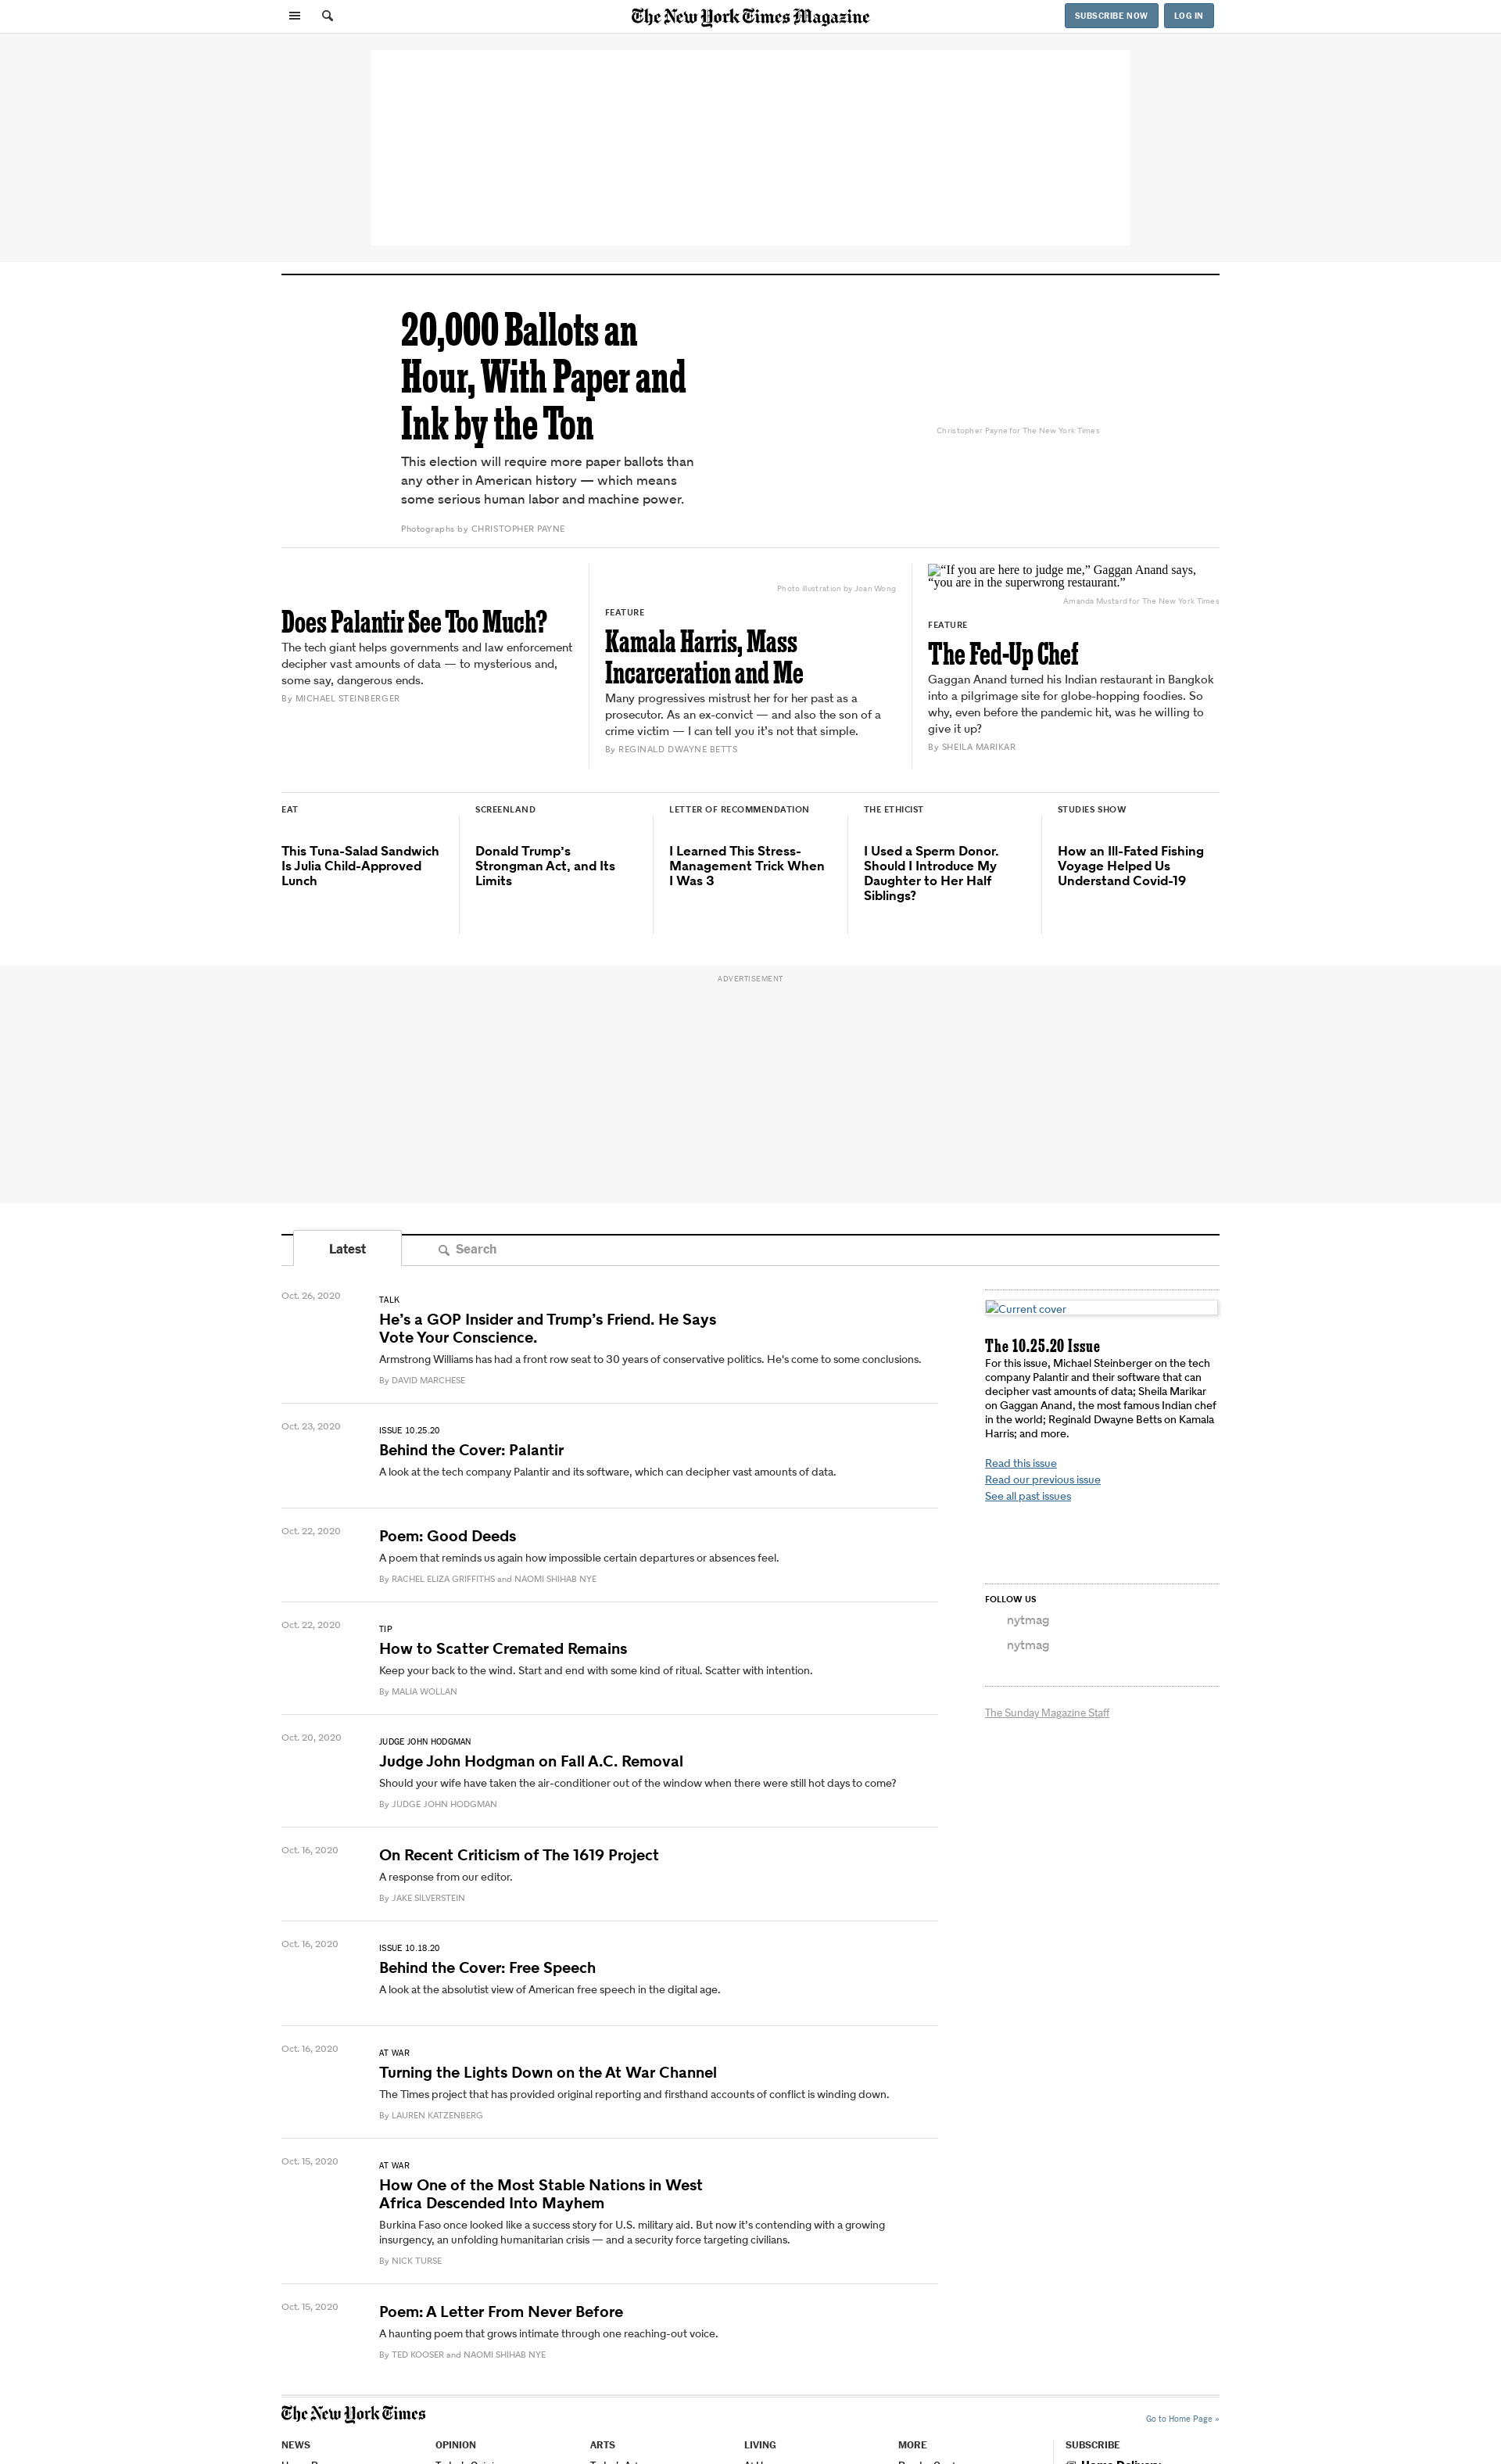 The New York Times Magazine
SUBSCRIBE NOW
LOG IN
20,000 Ballots an
Hour, With Paper and
Ink by the Ton
This election will require more paper ballots than
any other in American history — which means
some serious human labor and machine power.
Photographs by CHRISTOPHER PAYNE
Christopher Payne for The New York Times
Does Palantir See Too Much?
The tech giant helps governments and law enforcement
decipher vast amounts of data — to mysterious and,
some say, dangerous ends.
By MICHAEL STEINBERGER
Photo illustration by Joan Wong
FEATURE
Kamala Harris, Mass
Incarceration and Me
Many progressives mistrust her for her past as a
prosecutor. As an ex-convict — and also the son of a
crime victim — I can tell you it’s not that simple.
By REGINALD DWAYNE BETTS
“If you are here to judge me,” Gaggan Anand says,
“you are in the superwrong restaurant.”
Amanda Mustard for The New York Times
FEATURE
The Fed-Up Chef
Gaggan Anand turned his Indian restaurant in Bangkok
into a pilgrimage site for globe-hopping foodies. So
why, even before the pandemic hit, was he willing to
give it up?
By SHEILA MARIKAR
EAT
This Tuna-Salad Sandwich
Is Julia Child-Approved
Lunch
SCREENLAND
Donald Trump’s
Strongman Act, and Its
Limits
LETTER OF RECOMMENDATION
I Learned This Stress-
Management Trick When
I Was 3
THE ETHICIST
I Used a Sperm Donor.
Should I Introduce My
Daughter to Her Half
Siblings?
STUDIES SHOW
How an Ill-Fated Fishing
Voyage Helped Us
Understand Covid-19
ADVERTISEMENT
Latest
Search
Oct. 26, 2020
TALK
He’s a GOP Insider and Trump’s Friend. He Says
Vote Your Conscience.
Armstrong Williams has had a front row seat to 30 years of conservative politics. He's come to some conclusions.
By DAVID MARCHESE
Oct. 23, 2020
ISSUE 10.25.20
Behind the Cover: Palantir
A look at the tech company Palantir and its software, which can decipher vast amounts of data.
Oct. 22, 2020
Poem: Good Deeds
A poem that reminds us again how impossible certain departures or absences feel.
By RACHEL ELIZA GRIFFITHS and NAOMI SHIHAB NYE
Oct. 22, 2020
TIP
How to Scatter Cremated Remains
Keep your back to the wind. Start and end with some kind of ritual. Scatter with intention.
By MALIA WOLLAN
Oct. 20, 2020
JUDGE JOHN HODGMAN
Judge John Hodgman on Fall A.C. Removal
Should your wife have taken the air-conditioner out of the window when there were still hot days to come?
By JUDGE JOHN HODGMAN
Oct. 16, 2020
On Recent Criticism of The 1619 Project
A response from our editor.
By JAKE SILVERSTEIN
Oct. 16, 2020
ISSUE 10.18.20
Behind the Cover: Free Speech
A look at the absolutist view of American free speech in the digital age.
Oct. 16, 2020
AT WAR
Turning the Lights Down on the At War Channel
The Times project that has provided original reporting and firsthand accounts of conflict is winding down.
By LAUREN KATZENBERG
Oct. 15, 2020
AT WAR
How One of the Most Stable Nations in West
Africa Descended Into Mayhem
Burkina Faso once looked like a success story for U.S. military aid. But now it’s contending with a growing
insurgency, an unfolding humanitarian crisis — and a security force targeting civilians.
By NICK TURSE
Oct. 15, 2020
Poem: A Letter From Never Before
A haunting poem that grows intimate through one reaching-out voice.
By TED KOOSER and NAOMI SHIHAB NYE
Current cover
The 10.25.20 Issue
For this issue, Michael Steinberger on the tech
company Palantir and their software that can
decipher vast amounts of data; Sheila Marikar
on Gaggan Anand, the most famous Indian chef
in the world; Reginald Dwayne Betts on Kamala
Harris; and more.
Read this issue
Read our previous issue
See all past issues
FOLLOW US
nytmag
nytmag
The Sunday Magazine Staff
The New York Times
Go to Home Page »
NEWS
OPINION
ARTS
LIVING
MORE
SUBSCRIBE